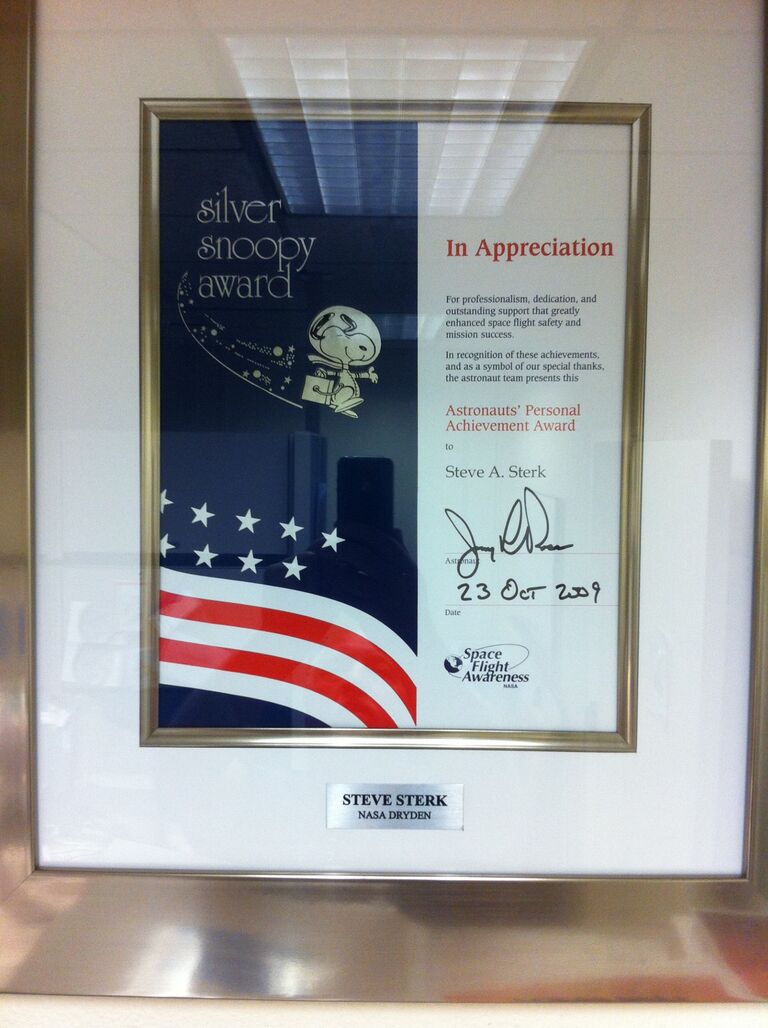 silver
snoopy
award
In Appreciation
For professionalism, dedication, and
outstanding support that greatly
enhanced space flight safety and
mission success.
In recognition of these achievements,
and as a symbol of our special thanks,
the astronaut team presents this
Astronauts' Personal
Achievement Award
to
Steve A. Sterk
Astronaut
23 Oct 2009
Date
Space
Flight
Awareness
NASA
STEVE STERK
NASA DRYDEN